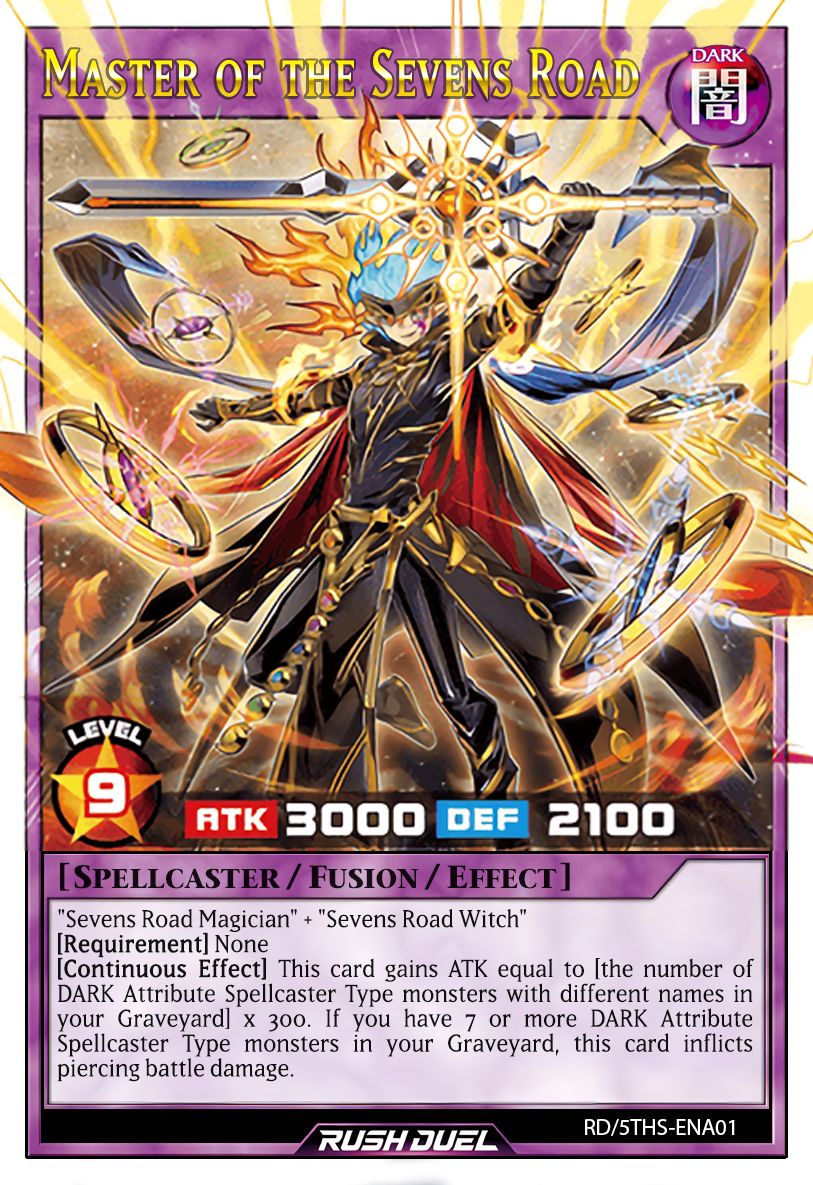 Master of the Sevens Road
DARK
闇
LEVEL
9
ATK 3000 DEF 2100
[Spellcaster / Fusion / Effect]
"Sevens Road Magician" + "Sevens Road Witch"
[Requirement] None
[Continuous Effect] This card gains ATK equal to [the number of
DARK Attribute Spellcaster Type monsters with different names in
your Graveyard] x 300. If you have 7 or more DARK Attribute
Spellcaster Type monsters in your Graveyard, this card inflicts
piercing battle damage.
RD/5THS-ENA01
RUSH DUEL